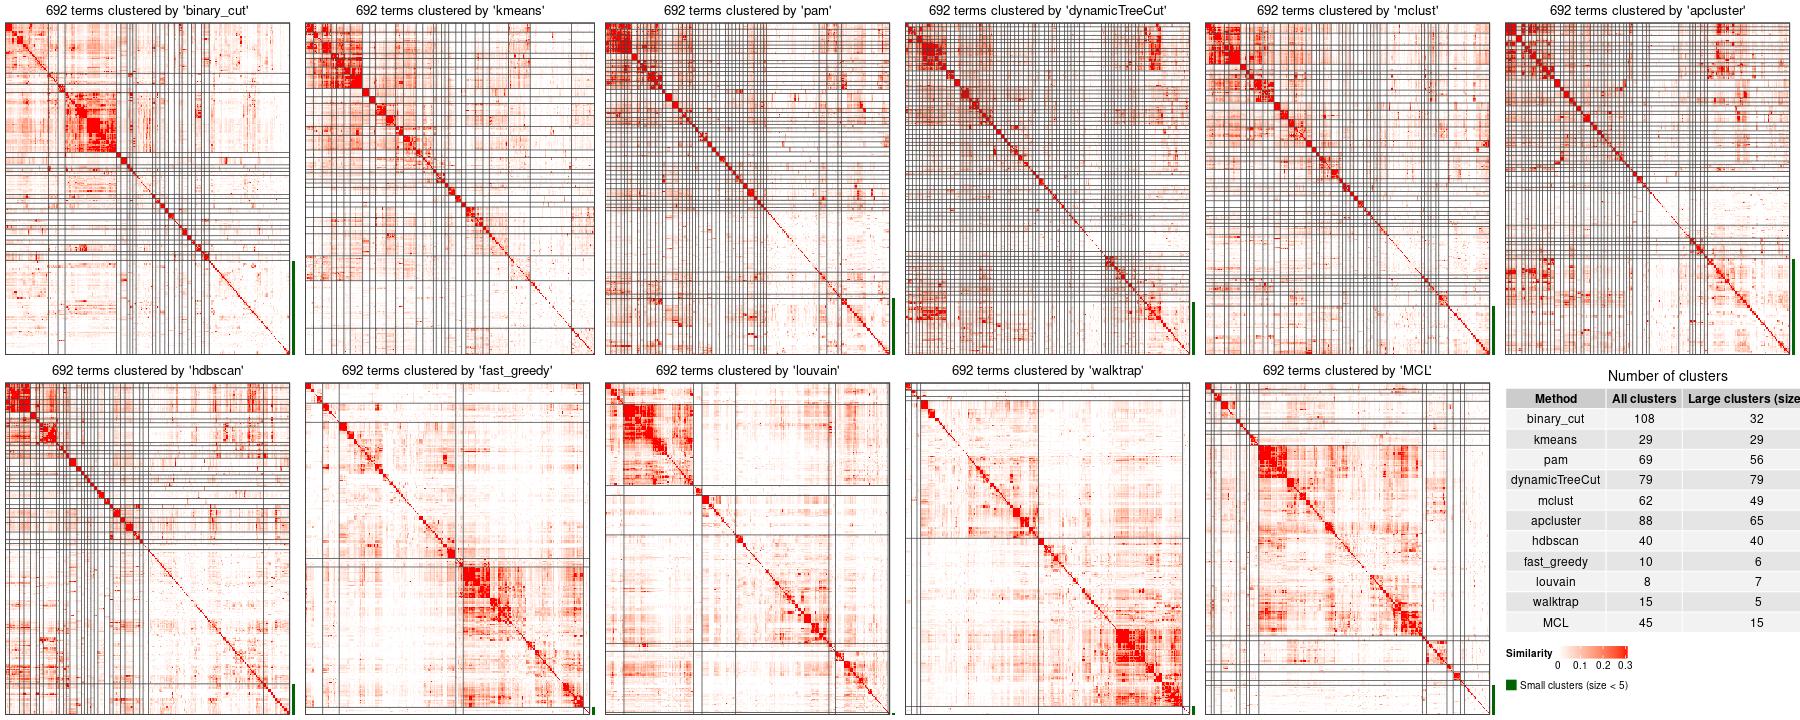 692 terms clustered by 'binary_cut'
692 terms clustered by 'kmeans'
692 terms clustered by 'pam'
692 terms clustered by 'dynamicTreeCut'
692 terms clustered by 'mclust'
692 terms clustered by 'apcluster'
692 terms clustered by 'hdbscan'
692 terms clustered by 'fast_greedy'
692 terms clustered by 'louvain'
692 terms clustered by 'walktrap'
692 terms clustered by 'MCL'
Number of clusters
Method All clusters Large clusters (size
binary_cut 108 32
kmeans 29 29
pam 69 56
dynamicTreeCut 79 79
mclust 62 49
apcluster 88 65
hdbscan 40 40
fast_greedy 10 6
louvain 8 7
walktrap 15 5
MCL 45 15
Similarity
0 0.1 0.2 0.3
Small clusters (size < 5)